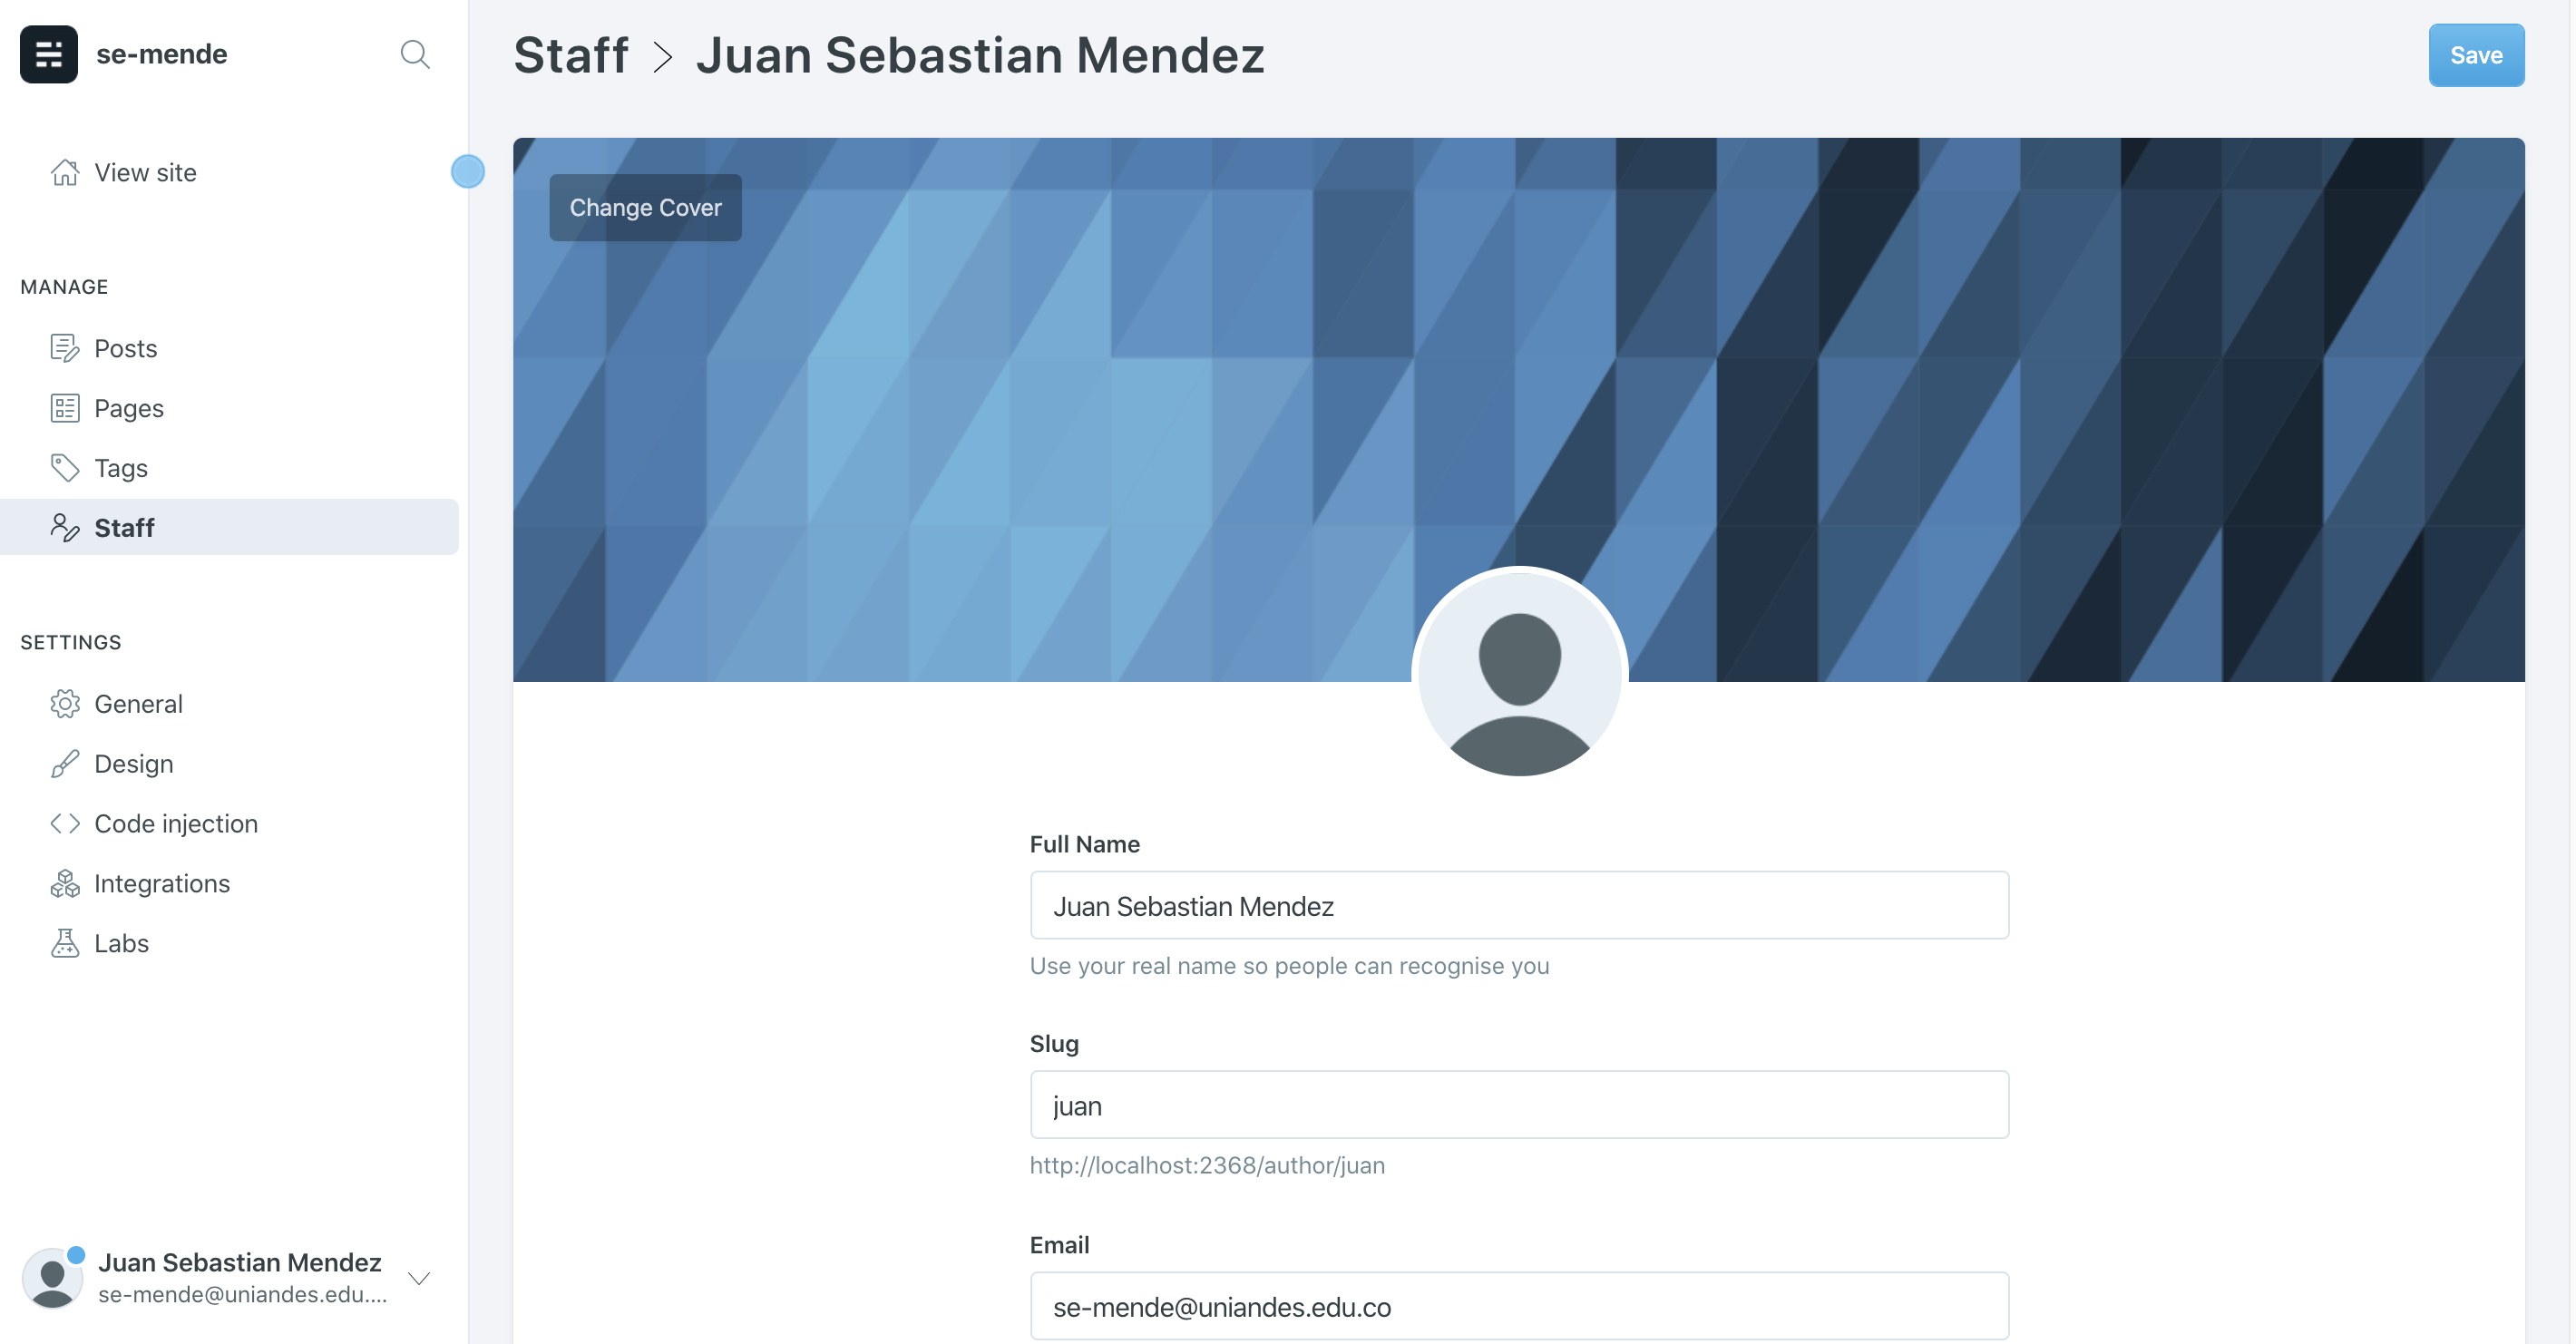 se-mende
View site
MANAGE
Posts
Pages
Tags
Staff
SETTINGS
General
Design
Code injection
Integrations
Labs
Juan Sebastian Mendez
se-mende@uniandes.edu....
Staff > Juan Sebastian Mendez
Save
Change Cover
Full Name
Juan Sebastian Mendez
Use your real name so people can recognise you
Slug
juan
http://localhost:2368/author/juan
Email
se-mende@uniandes.edu.co